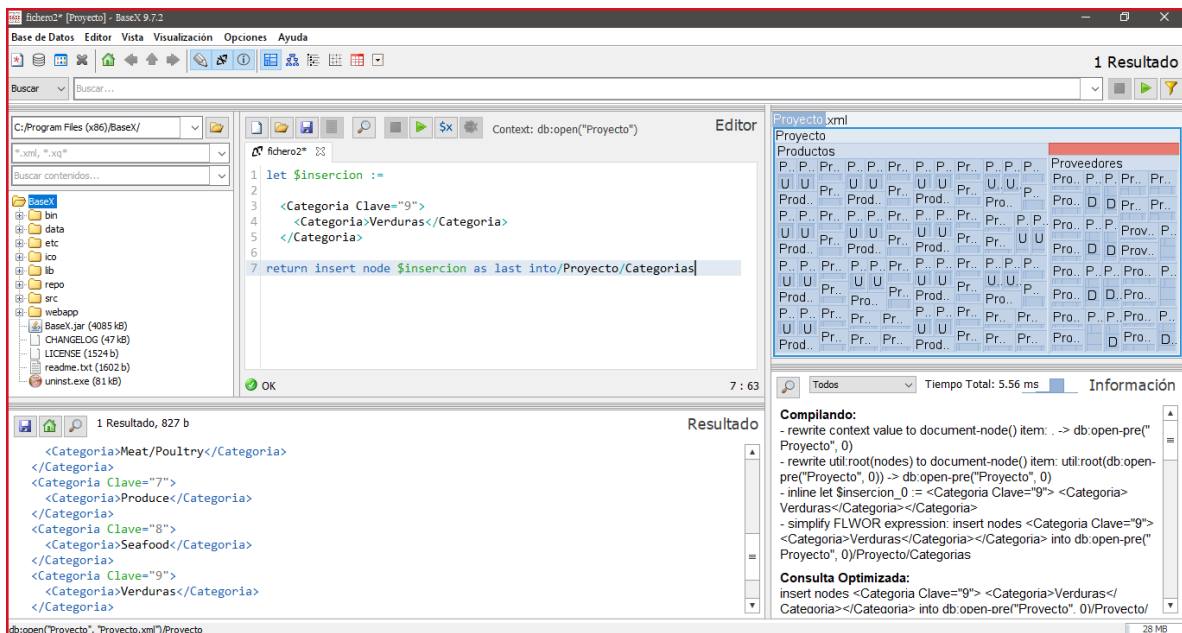 fichero2* [Proyecto] - BaseX 9.7.2
Base de Datos Editor Vista Visualización Opciones Ayuda
1 Resultado
Buscar Buscar...
C:/Program Files (x86)/BaseX/
*.xml, *.xq*
Buscar contenidos...
BaseX
bin
data
etc
ico
lib
repo
src
webapp
BaseX.jar (4085 kB)
CHANGELOG (47 kB)
LICENSE (1524 b)
readme.txt (1602 b)
uninst.exe (81 kB)
$x Context: db:open("Proyecto") Editor
fichero2*
1 let $insercion :=
2
3 <Categoria Clave="9">
4 <Categoria>Verduras</Categoria>
5 </Categoria>
6
7 return insert node $insercion as last into/Proyecto/Categorias
OK 7 : 63
Proyecto.xml
Proyecto
Productos
Proveedores
P.. P.. Pr.. P.. P.. Pr.. P.. P.. Pr.. P.. P.. P..
1 Resultado, 827 b Resultado
<Categoria>Meat/Poultry</Categoria>
</Categoria>
<Categoria Clave="7">
<Categoria>Produce</Categoria>
</Categoria>
<Categoria Clave="8">
<Categoria>Seafood</Categoria>
</Categoria>
<Categoria Clave="9">
<Categoria>Verduras</Categoria>
</Categoria>
Todos Tiempo Total: 5.56 ms Información
Compilando:
- rewrite context value to document-node() item: . -> db:open-pre("
Proyecto", 0)
- rewrite util:root(nodes) to document-node() item: util:root(db:open-
pre("Proyecto", 0)) -> db:open-pre("Proyecto", 0)
- inline let $insercion_0 := <Categoria Clave="9"> <Categoria>
Verduras</Categoria></Categoria>
- simplify FLWOR expression: insert nodes <Categoria Clave="9">
<Categoria>Verduras</Categoria></Categoria> into db:open-pre("
Proyecto", 0)/Proyecto/Categorias
Consulta Optimizada:
insert nodes <Categoria Clave="9"> <Categoria>Verduras</
Categoria></Categoria> into db:open-pre("Proyecto", 0)/Proyecto/
db:open("Proyecto", "Proyecto.xml")/Proyecto
28 MB